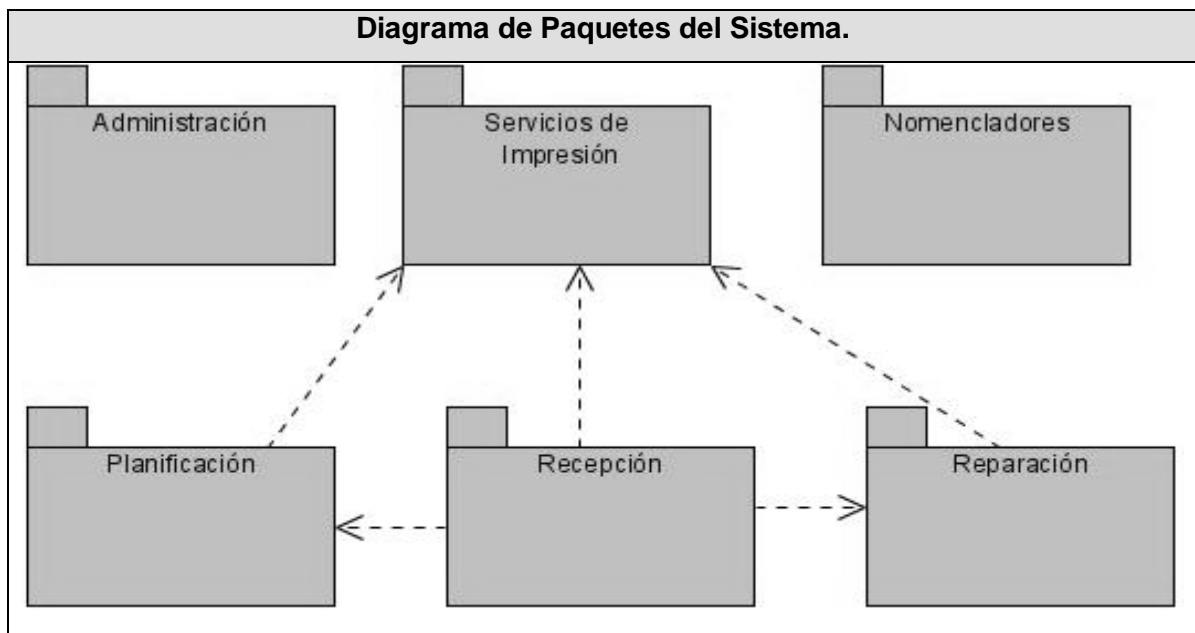 Diagrama de Paquetes del Sistema.
Administración
Servicios de
Impresión
Nomencladores
Planificación
Recepción
Reparación